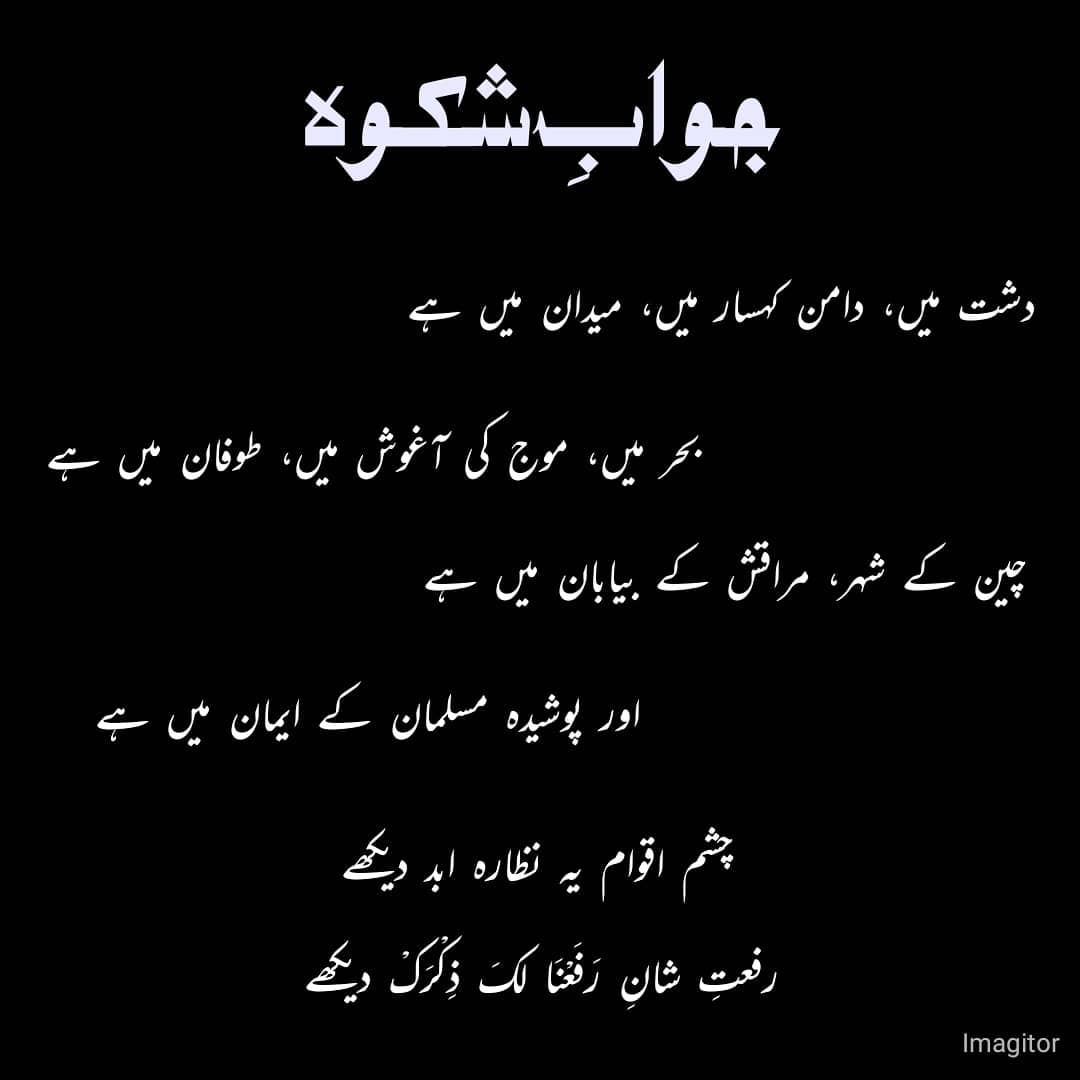 جوابِ شکوہ
دشت میں، دامن کہسار میں، میدان میں ہے
بحر میں، موج کی آغوش میں، طوفان میں ہے
چین کے شہر، مراقش کے بیابان میں ہے
اور پوشیدہ مسلمان کے ایمان میں ہے
چشم اقوام یہ نظارہ ابد دیکھے
رفعتِ شانِ رَفَعْنَا لکَ ذِکْرَکْ دیکھے
Imagitor